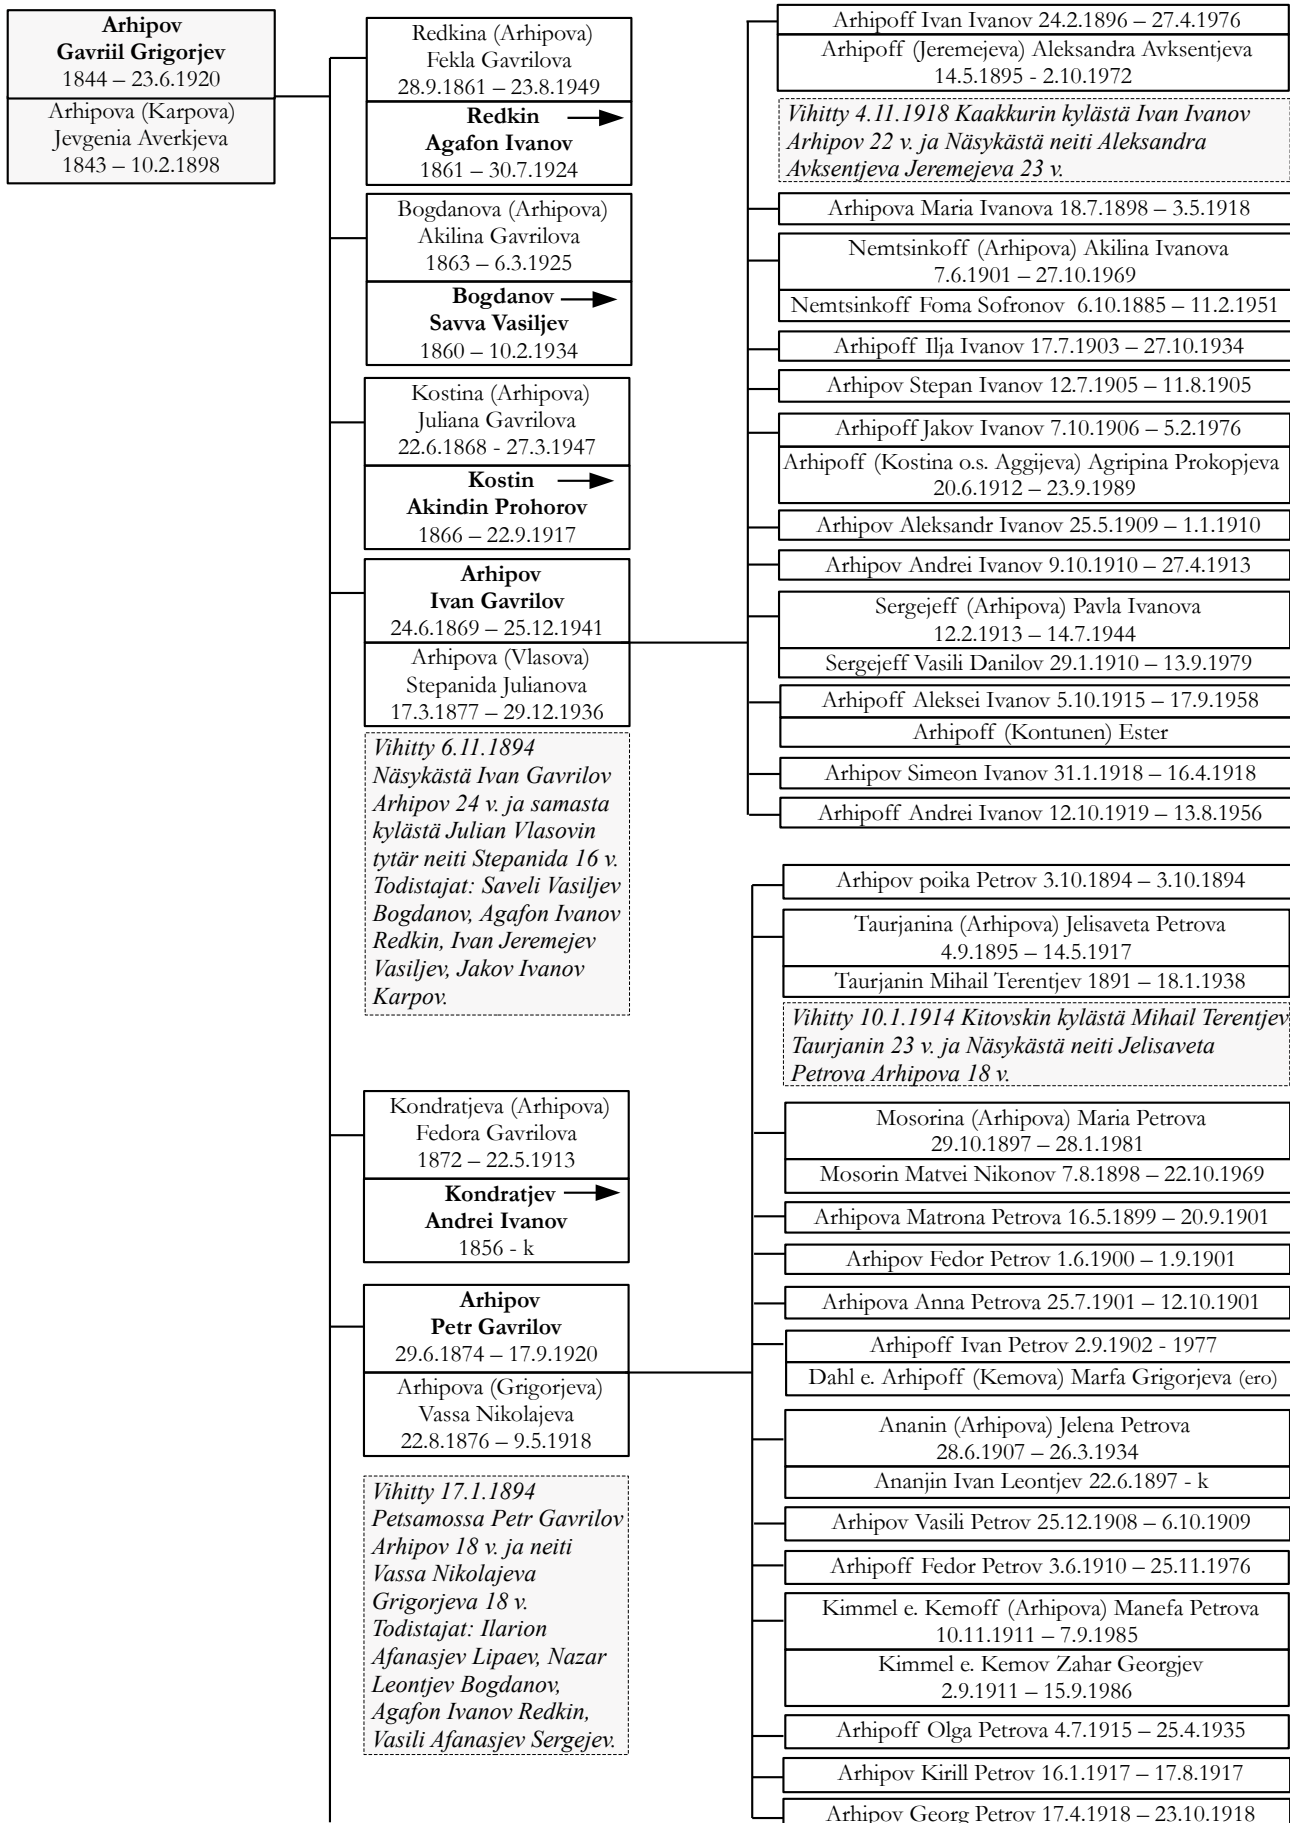 Arhipov
Gavriil Grigorjev
1844 – 23.6.1920
Arhipova (Karpova)
Jevgenia Averkjeva
1843 – 10.2.1898
Redkina (Arhipova)
Fekla Gavrilova
28.9.1861 – 23.8.1949
Redkin
Agafon Ivanov
1861 – 30.7.1924
Bogdanova (Arhipova)
Akilina Gavrilova
1863 – 6.3.1925
Bogdanov
Savva Vasiljev
1860 – 10.2.1934
Kostina (Arhipova)
Juliana Gavrilova
22.6.1868 - 27.3.1947
Kostin
Akindin Prohorov
1866 – 22.9.1917
Arhipov
Ivan Gavrilov
24.6.1869 – 25.12.1941
Arhipova (Vlasova)
Stepanida Julianova
17.3.1877 – 29.12.1936
Vihitty 6.11.1894
Näsykästä Ivan Gavrilov
Arhipov 24 v. ja samasta
kylästä Julian Vlasovin
tytär neiti Stepanida 16 v.
Todistajat: Saveli Vasiljev
Bogdanov, Agafon Ivanov
Redkin, Ivan Jeremejev
Vasiljev, Jakov Ivanov
Karpov.
Kondratjeva (Arhipova)
Fedora Gavrilova
1872 – 22.5.1913
Kondratjev
Andrei Ivanov
1856 - k
Arhipov
Petr Gavrilov
29.6.1874 – 17.9.1920
Arhipova (Grigorjeva)
Vassa Nikolajeva
22.8.1876 – 9.5.1918
Vihitty 17.1.1894
Petsamossa Petr Gavrilov
Arhipov 18 v. ja neiti
Vassa Nikolajeva
Grigorjeva 18 v.
Todistajat: Ilarion
Afanasjev Lipaev, Nazar
Leontjev Bogdanov,
Agafon Ivanov Redkin,
Vasili Afanasjev Sergejev.
Arhipoff Ivan Ivanov 24.2.1896 – 27.4.1976
Arhipoff (Jeremejeva) Aleksandra Avksentjeva
14.5.1895 - 2.10.1972
Vihitty 4.11.1918 Kaakkurin kylästä Ivan Ivanov
Arhipov 22 v. ja Näsykästä neiti Aleksandra
Avksentjeva Jeremejeva 23 v.
Arhipova Maria Ivanova 18.7.1898 – 3.5.1918
Nemtsinkoff (Arhipova) Akilina Ivanova
7.6.1901 – 27.10.1969
Nemtsinkoff Foma Sofronov 6.10.1885 – 11.2.1951
Arhipoff Ilja Ivanov 17.7.1903 – 27.10.1934
Arhipov Stepan Ivanov 12.7.1905 – 11.8.1905
Arhipoff Jakov Ivanov 7.10.1906 – 5.2.1976
Arhipoff (Kostina o.s. Aggijeva) Agripina Prokopjeva
20.6.1912 – 23.9.1989
Arhipov Aleksandr Ivanov 25.5.1909 – 1.1.1910
Arhipov Andrei Ivanov 9.10.1910 – 27.4.1913
Sergejeff (Arhipova) Pavla Ivanova
12.2.1913 – 14.7.1944
Sergejeff Vasili Danilov 29.1.1910 – 13.9.1979
Arhipoff Aleksei Ivanov 5.10.1915 – 17.9.1958
Arhipoff (Kontunen) Ester
Arhipov Simeon Ivanov 31.1.1918 – 16.4.1918
Arhipoff Andrei Ivanov 12.10.1919 – 13.8.1956
Arhipov poika Petrov 3.10.1894 – 3.10.1894
Taurjanina (Arhipova) Jelisaveta Petrova
4.9.1895 – 14.5.1917
Taurjanin Mihail Terentjev 1891 – 18.1.1938
Vihitty 10.1.1914 Kitovskin kylästä Mihail Terentjev
Taurjanin 23 v. ja Näsykästä neiti Jelisaveta
Petrova Arhipova 18 v.
Mosorina (Arhipova) Maria Petrova
29.10.1897 – 28.1.1981
Mosorin Matvei Nikonov 7.8.1898 – 22.10.1969
Arhipova Matrona Petrova 16.5.1899 – 20.9.1901
Arhipov Fedor Petrov 1.6.1900 – 1.9.1901
Arhipova Anna Petrova 25.7.1901 – 12.10.1901
Arhipoff Ivan Petrov 2.9.1902 - 1977
Dahl e. Arhipoff (Kemova) Marfa Grigorjeva (ero)
Ananin (Arhipova) Jelena Petrova
28.6.1907 – 26.3.1934
Ananjin Ivan Leontjev 22.6.1897 - k
Arhipov Vasili Petrov 25.12.1908 – 6.10.1909
Arhipoff Fedor Petrov 3.6.1910 – 25.11.1976
Kimmel e. Kemoff (Arhipova) Manefa Petrova
10.11.1911 – 7.9.1985
Kimmel e. Kemov Zahar Georgjev
2.9.1911 – 15.9.1986
Arhipoff Olga Petrova 4.7.1915 – 25.4.1935
Arhipov Kirill Petrov 16.1.1917 – 17.8.1917
Arhipov Georg Petrov 17.4.1918 – 23.10.1918